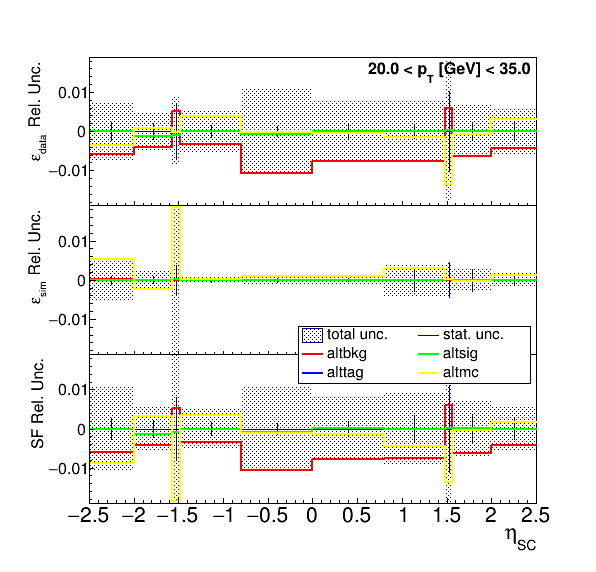 20.0 < p_T [GeV] < 35.0
ε_data Rel. Unc.
0.01
0
−0.01
ε_sim Rel. Unc.
0.01
0
−0.01
total unc. stat. unc.
altbkg altsig
alttag altmc
SF Rel. Unc.
0.01
0
−0.01
−2.5 −2 −1.5 −1 −0.5 0 0.5 1 1.5 2 2.5
η_SC